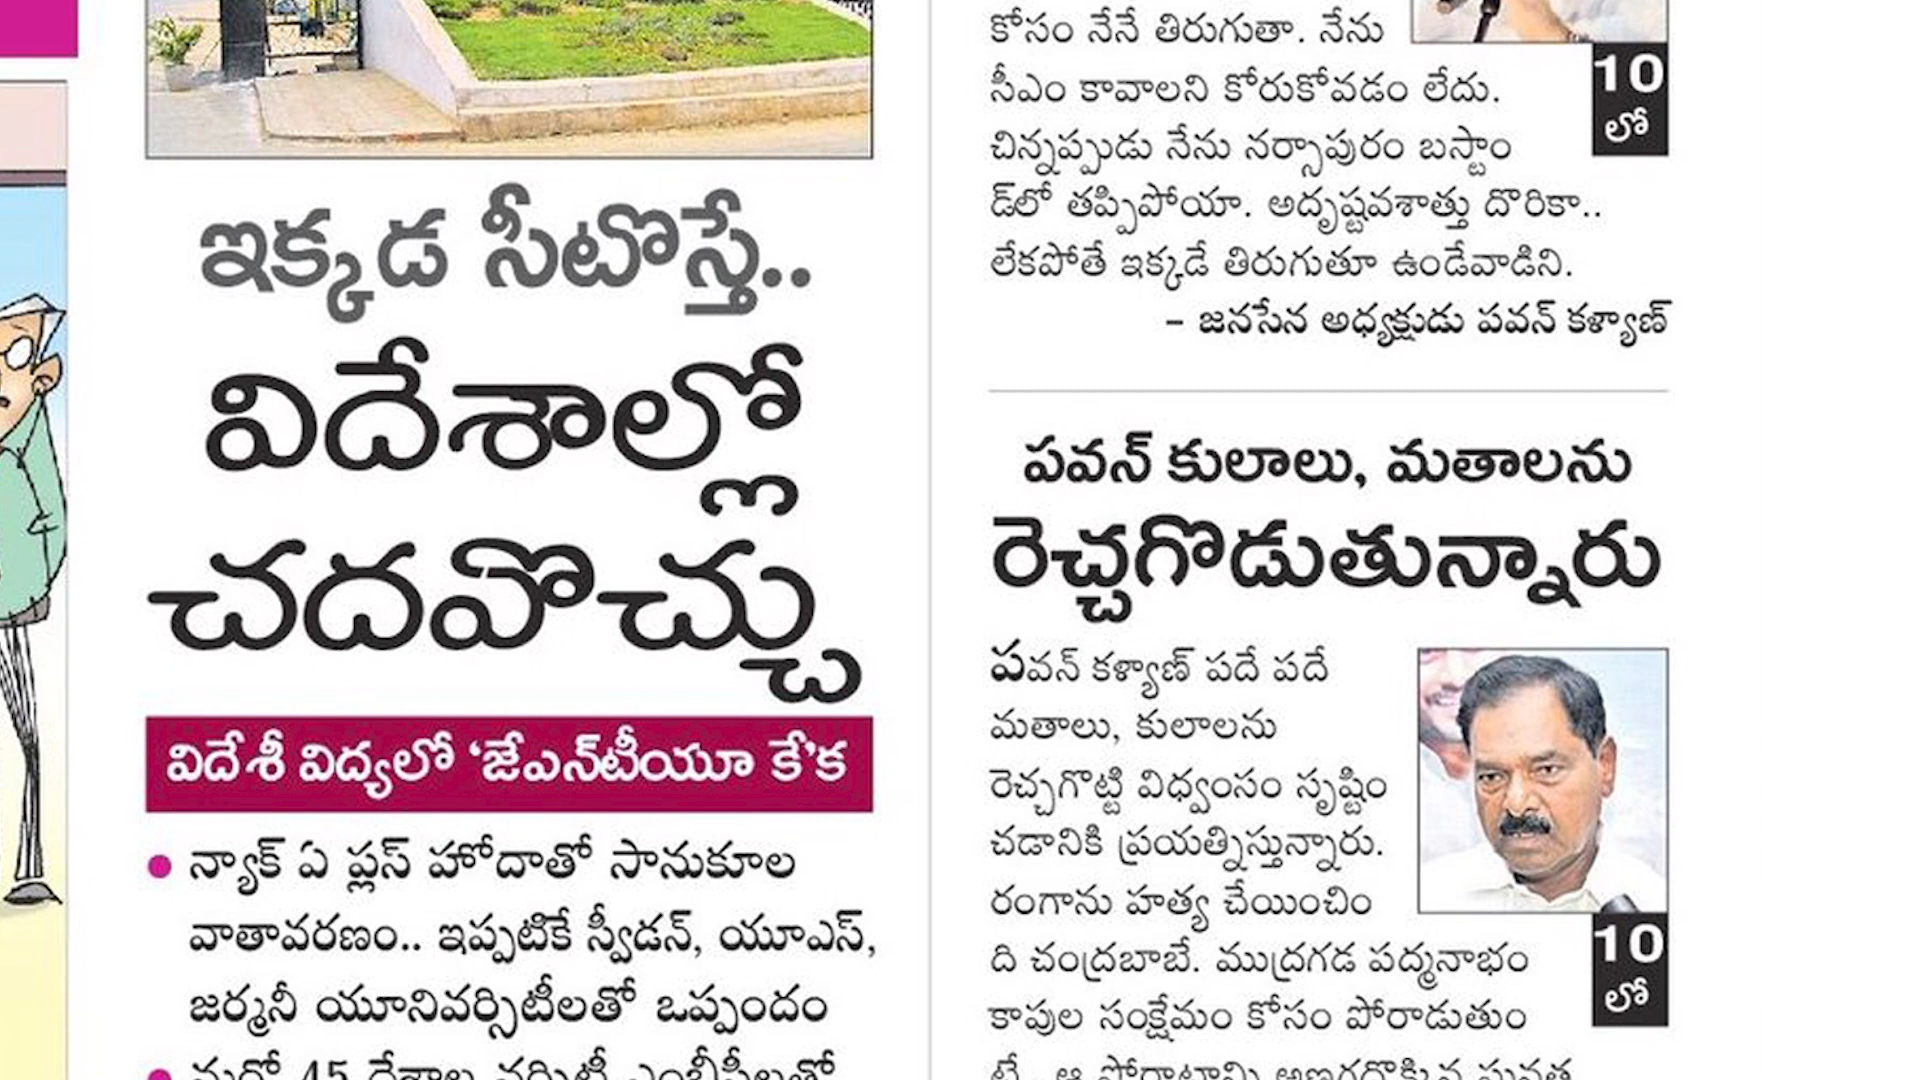 ఇక్కడ సీటొస్తే..
విదేశాల్లో
చదవొచ్చు
విదేశీ విద్యలో ‘జేఎన్‌టీయూ కే’క
● న్యాక్ ఏ ప్లస్ హోదాతో సానుకూల
వాతావరణం.. ఇప్పటికే స్వీడన్, యూఎస్,
జర్మనీ యూనివర్సిటీలతో ఒప్పందం
● మరో 45 దేశాల
కోసం నేనే తిరుగుతా. నేను
సీఎం కావాలని కోరుకోవడం లేదు.
చిన్నప్పుడు నేను నర్సాపురం బస్టాం
డ్‌లో తప్పిపోయా. అదృష్టవశాత్తు దొరికా..
లేకపోతే ఇక్కడే తిరుగుతూ ఉండేవాడిని.
– జనసేన అధ్యక్షుడు పవన్ కళ్యాణ్
10
లో
పవన్ కులాలు, మతాలను
రెచ్చగొడుతున్నారు
పవన్ కళ్యాణ్ పదే పదే
మతాలు, కులాలను
రెచ్చగొట్టి విధ్వంసం సృష్టిం
చడానికి ప్రయత్నిస్తున్నారు.
రంగాను హత్య చేయించిం
ది చంద్రబాబే. ముద్రగడ పద్మనాభం
కాపుల సంక్షేమం కోసం పోరాడుతుం
టే.. ఆ పోరాటాన్ని
10
లో